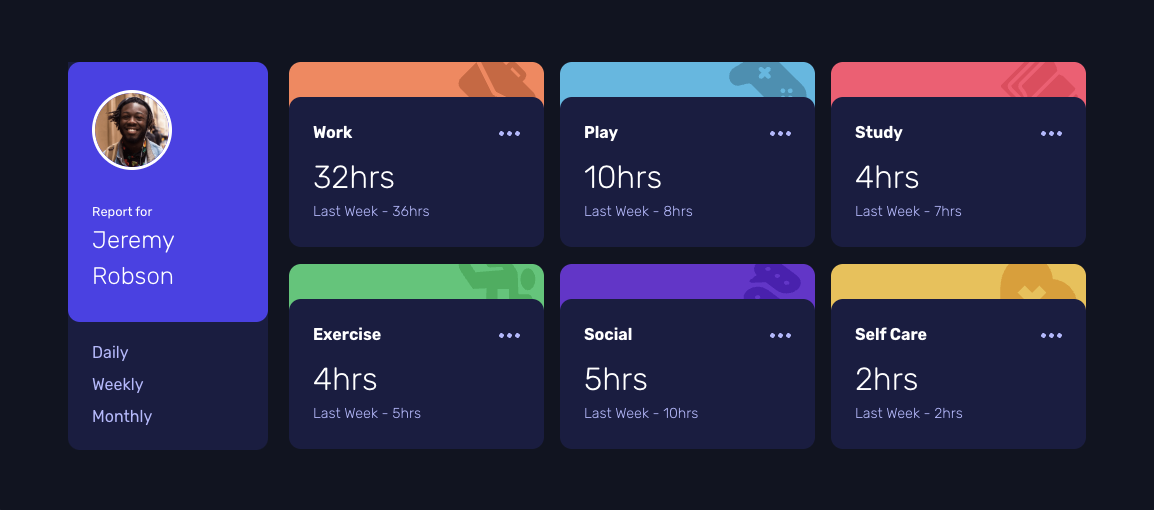 Report for
Jeremy
Robson
Daily
Weekly
Monthly
Work
32hrs
Last Week - 36hrs
Play
10hrs
Last Week - 8hrs
Study
4hrs
Last Week - 7hrs
Exercise
4hrs
Last Week - 5hrs
Social
5hrs
Last Week - 10hrs
Self Care
2hrs
Last Week - 2hrs